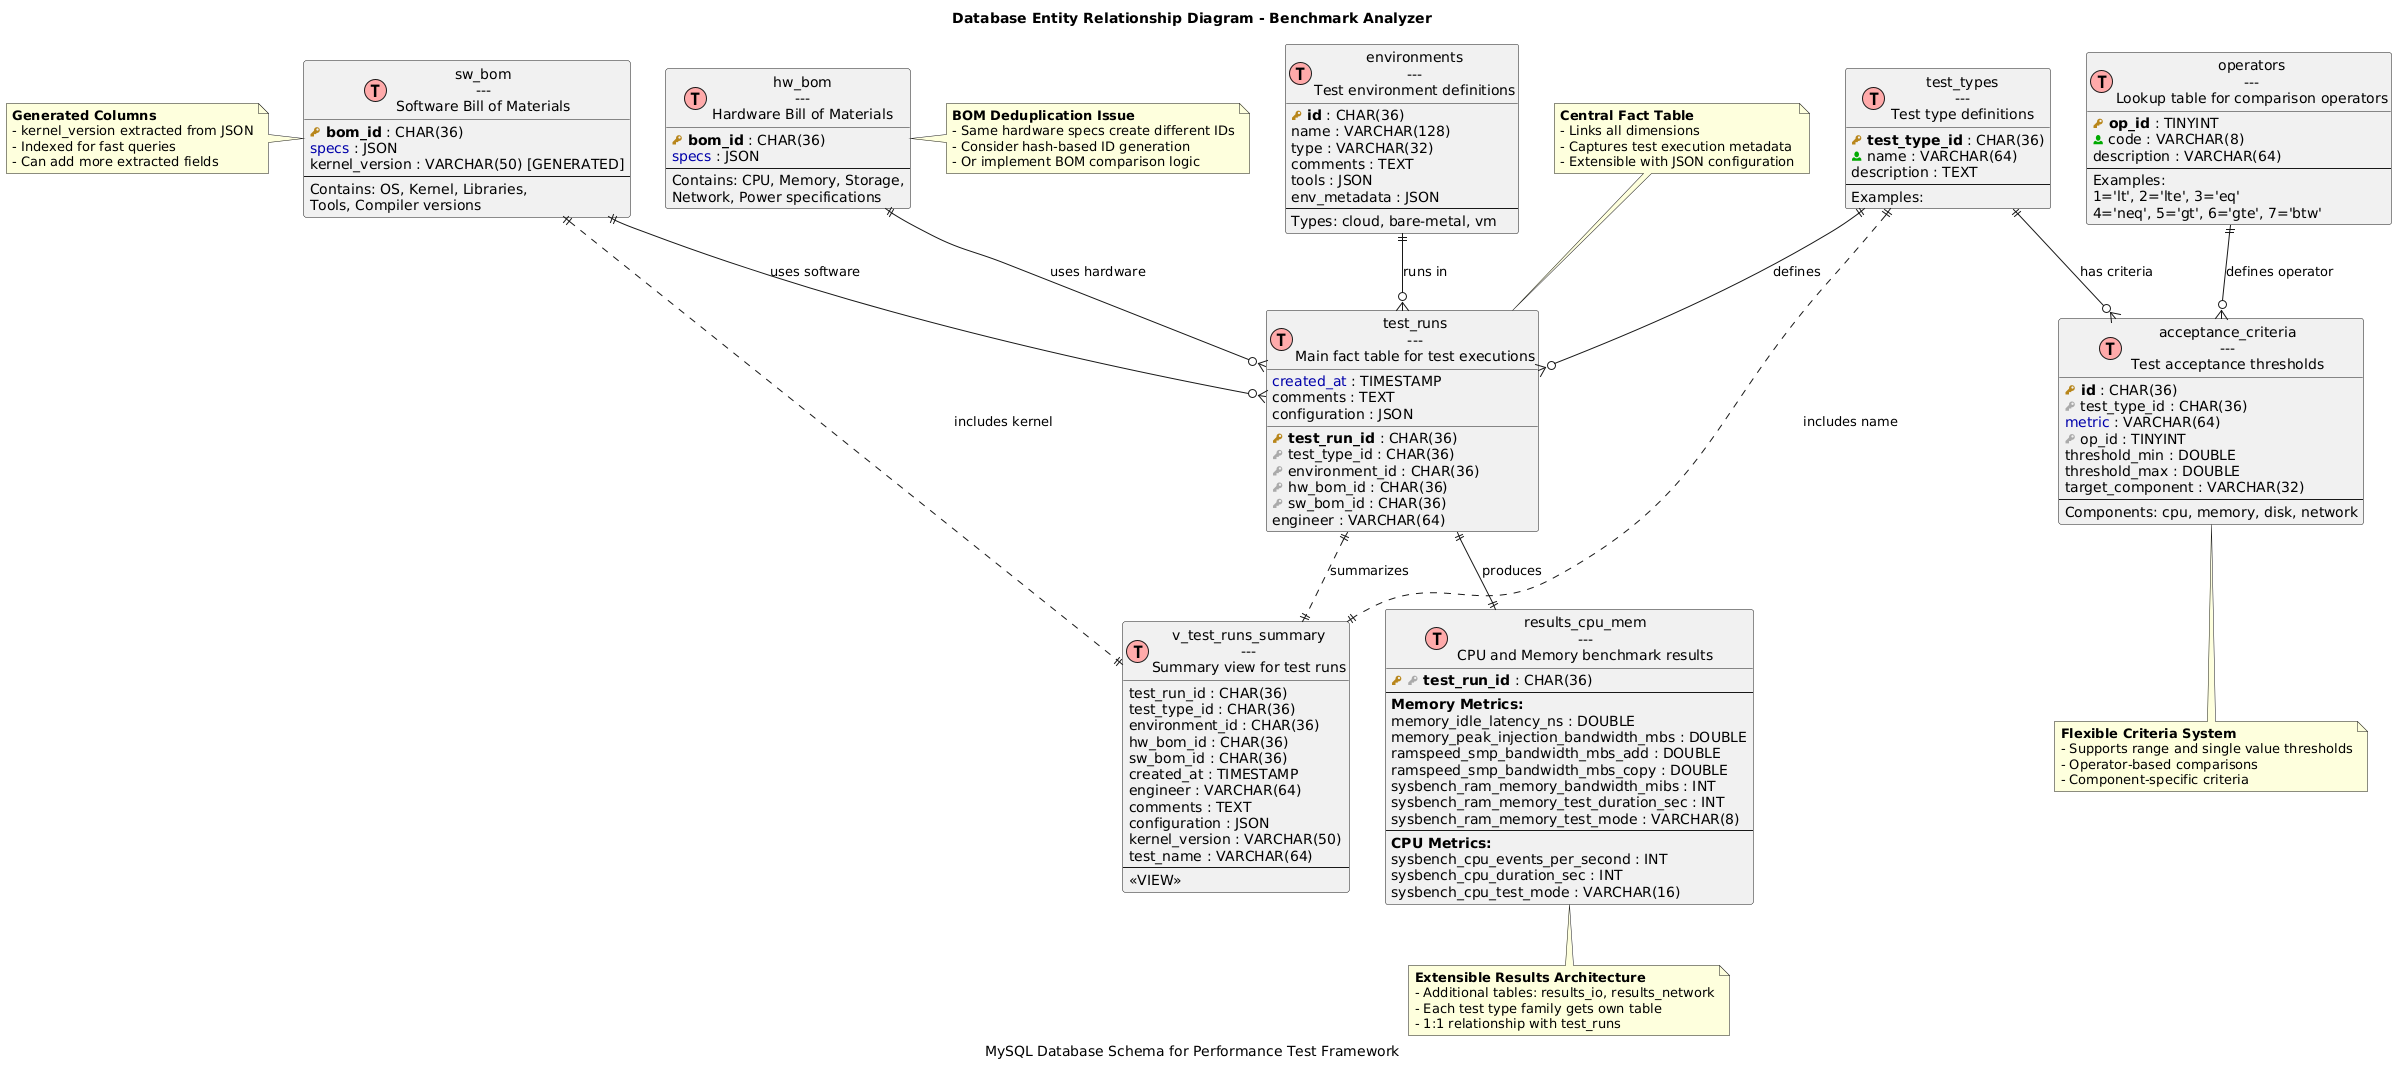 Database Entity Relationship Diagram - Benchmark Analyzer
Generated Columns
- kernel_version extracted from JSON
- Indexed for fast queries
- Can add more extracted fields
T
sw_bom
---
Software Bill of Materials
bom_id : CHAR(36)
specs : JSON
kernel_version : VARCHAR(50) [GENERATED]
Contains: OS, Kernel, Libraries,
Tools, Compiler versions
T
hw_bom
---
Hardware Bill of Materials
bom_id : CHAR(36)
specs : JSON
Contains: CPU, Memory, Storage,
Network, Power specifications
BOM Deduplication Issue
- Same hardware specs create different IDs
- Consider hash-based ID generation
- Or implement BOM comparison logic
T
environments
---
Test environment definitions
id : CHAR(36)
name : VARCHAR(128)
type : VARCHAR(32)
comments : TEXT
tools : JSON
env_metadata : JSON
Types: cloud, bare-metal, vm
Central Fact Table
- Links all dimensions
- Captures test execution metadata
- Extensible with JSON configuration
T
test_types
---
Test type definitions
test_type_id : CHAR(36)
name : VARCHAR(64)
description : TEXT
Examples:
T
operators
---
Lookup table for comparison operators
op_id : TINYINT
code : VARCHAR(8)
description : VARCHAR(64)
Examples:
1='lt', 2='lte', 3='eq'
4='neq', 5='gt', 6='gte', 7='btw'
uses software
uses hardware
runs in
defines
has criteria
defines operator
T
test_runs
---
Main fact table for test executions
created_at : TIMESTAMP
comments : TEXT
configuration : JSON
test_run_id : CHAR(36)
test_type_id : CHAR(36)
environment_id : CHAR(36)
hw_bom_id : CHAR(36)
sw_bom_id : CHAR(36)
engineer : VARCHAR(64)
T
acceptance_criteria
---
Test acceptance thresholds
id : CHAR(36)
test_type_id : CHAR(36)
metric : VARCHAR(64)
op_id : TINYINT
threshold_min : DOUBLE
threshold_max : DOUBLE
target_component : VARCHAR(32)
Components: cpu, memory, disk, network
includes kernel
includes name
summarizes
produces
T
v_test_runs_summary
---
Summary view for test runs
test_run_id : CHAR(36)
test_type_id : CHAR(36)
environment_id : CHAR(36)
hw_bom_id : CHAR(36)
sw_bom_id : CHAR(36)
created_at : TIMESTAMP
engineer : VARCHAR(64)
comments : TEXT
configuration : JSON
kernel_version : VARCHAR(50)
test_name : VARCHAR(64)
«VIEW»
T
results_cpu_mem
---
CPU and Memory benchmark results
test_run_id : CHAR(36)
Memory Metrics:
memory_idle_latency_ns : DOUBLE
memory_peak_injection_bandwidth_mbs : DOUBLE
ramspeed_smp_bandwidth_mbs_add : DOUBLE
ramspeed_smp_bandwidth_mbs_copy : DOUBLE
sysbench_ram_memory_bandwidth_mibs : INT
sysbench_ram_memory_test_duration_sec : INT
sysbench_ram_memory_test_mode : VARCHAR(8)
CPU Metrics:
sysbench_cpu_events_per_second : INT
sysbench_cpu_duration_sec : INT
sysbench_cpu_test_mode : VARCHAR(16)
Flexible Criteria System
- Supports range and single value thresholds
- Operator-based comparisons
- Component-specific criteria
Extensible Results Architecture
- Additional tables: results_io, results_network
- Each test type family gets own table
- 1:1 relationship with test_runs
MySQL Database Schema for Performance Test Framework